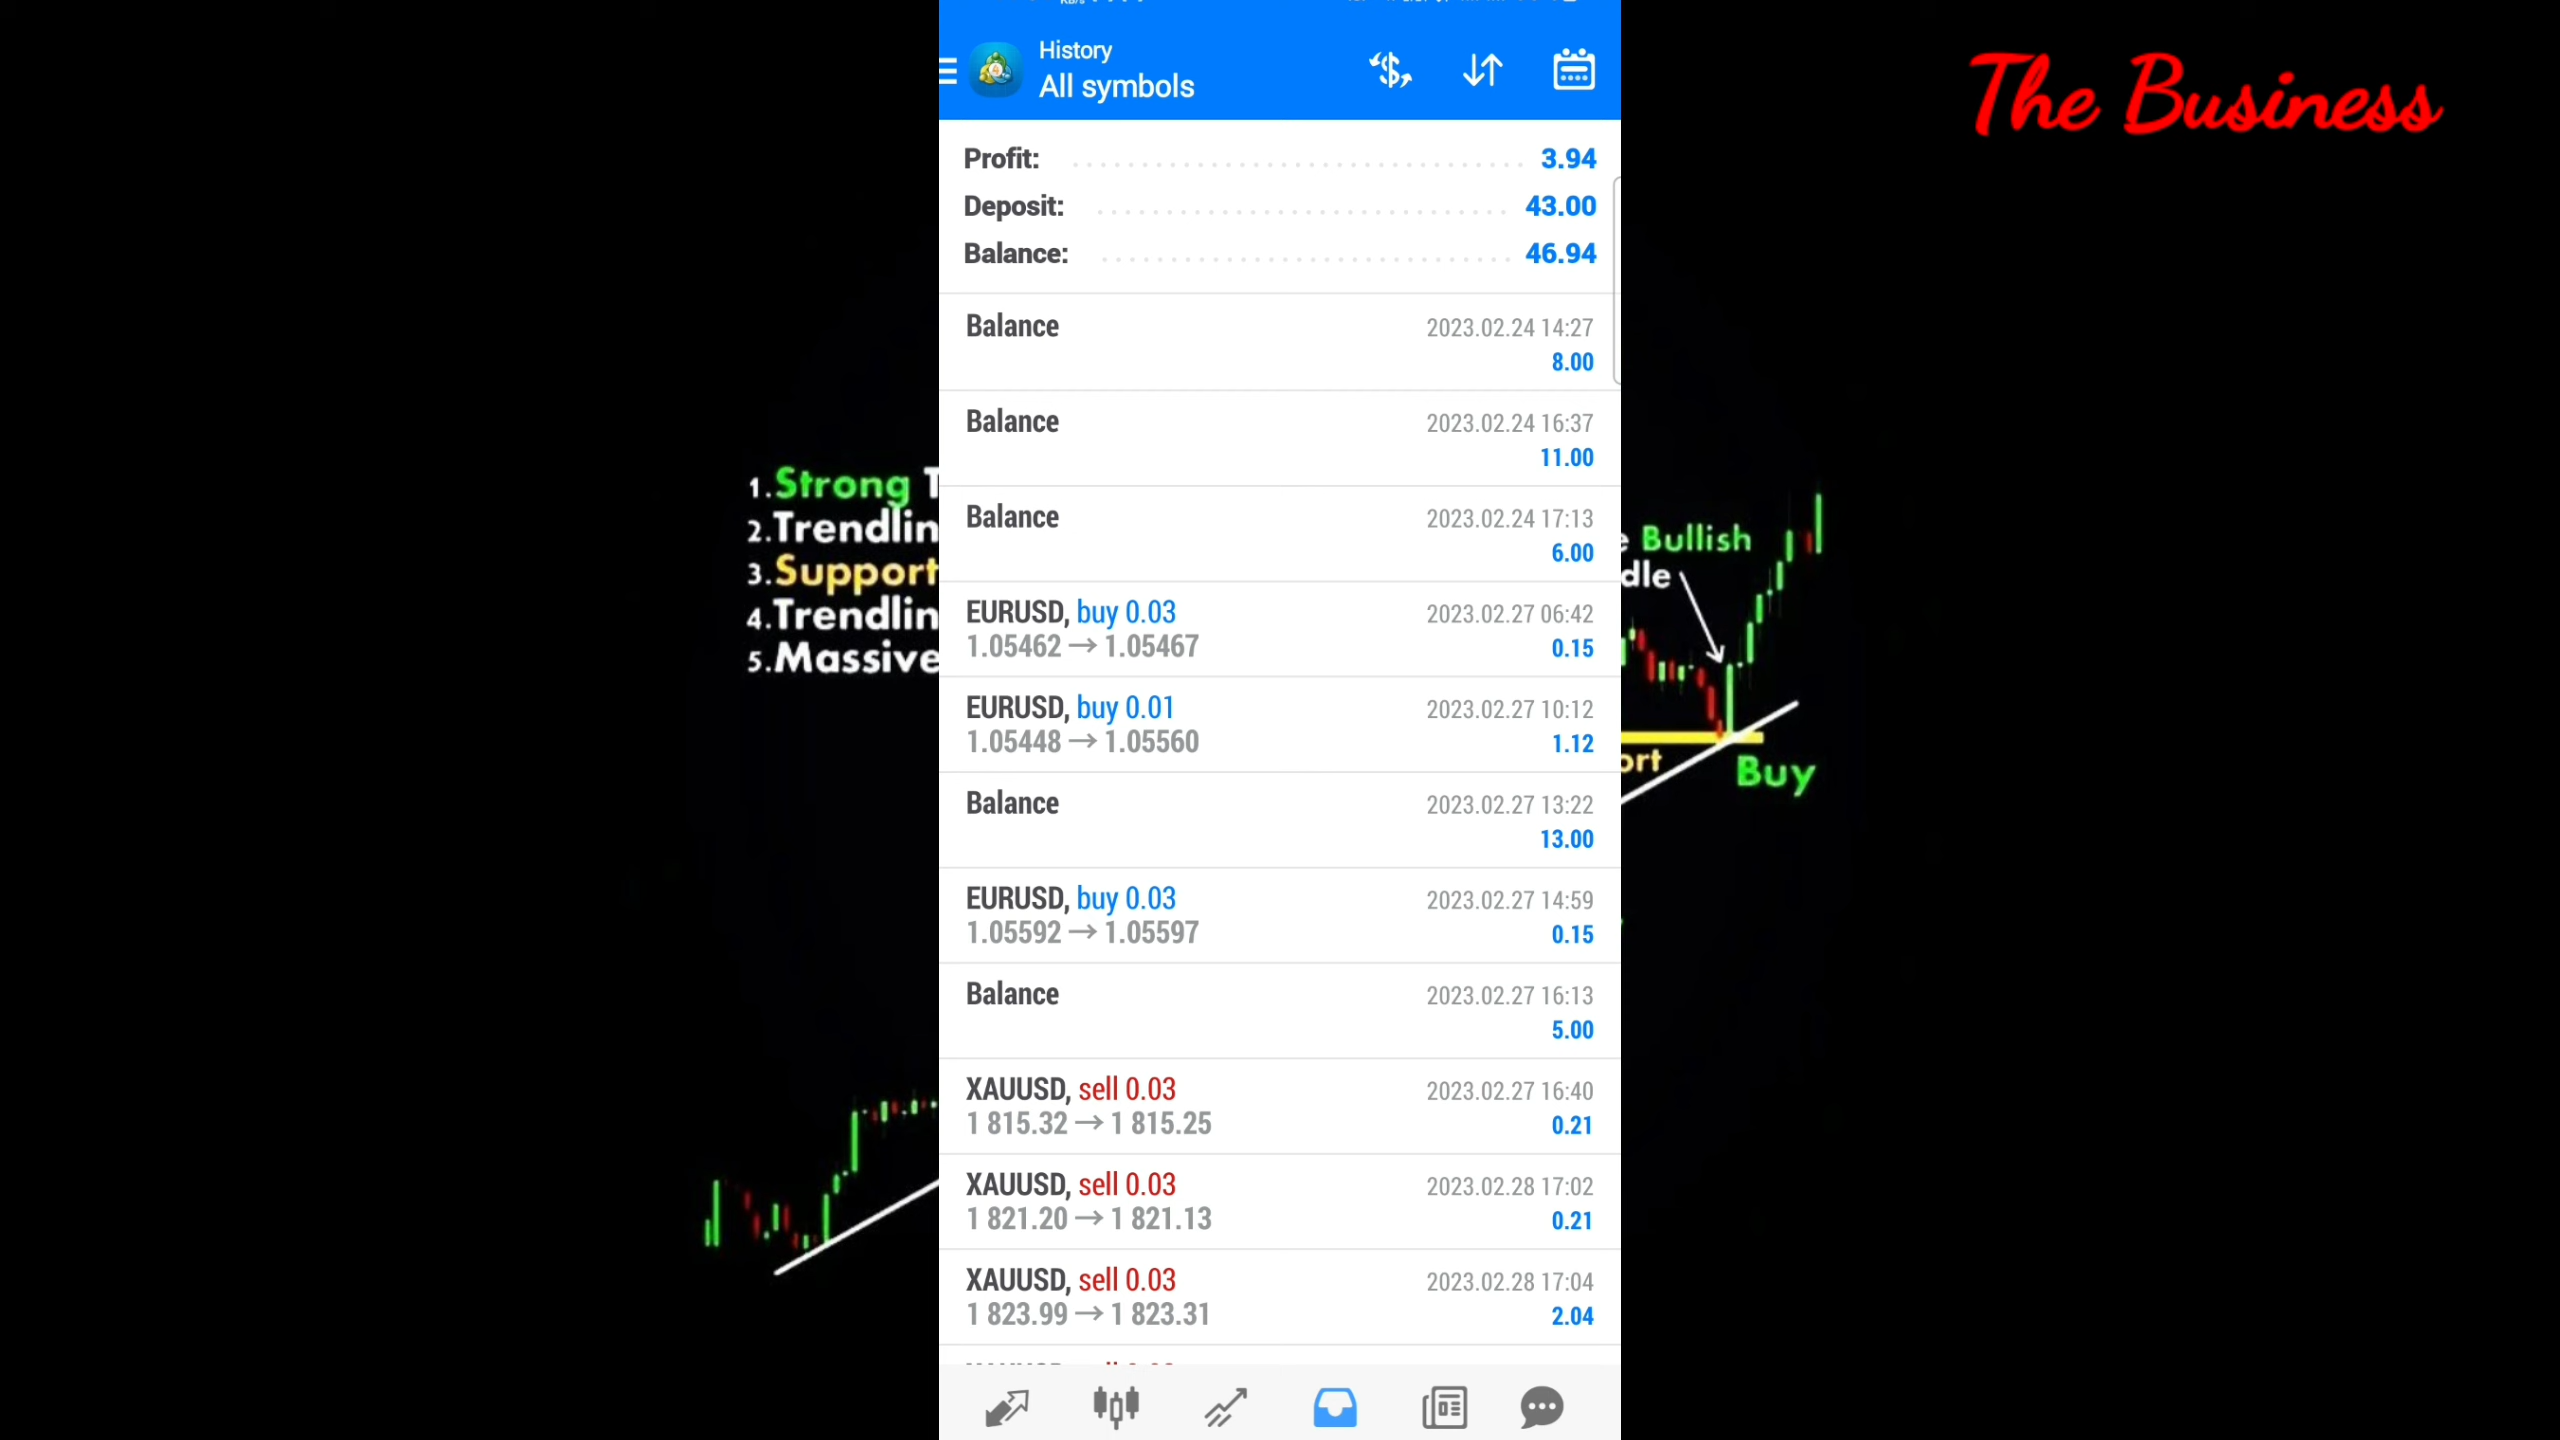 The Business
History
All symbols
Profit: 3.94
Deposit: 43.00
Balance: 46.94
Balance 2023.02.24 14:27
8.00
Balance 2023.02.24 16:37
11.00
Balance 2023.02.24 17:13
6.00
EURUSD, buy 0.03 2023.02.27 06:42
1.05462 → 1.05467 0.15
EURUSD, buy 0.01 2023.02.27 10:12
1.05448 → 1.05560 1.12
Balance 2023.02.27 13:22
13.00
EURUSD, buy 0.03 2023.02.27 14:59
1.05592 → 1.05597 0.15
Balance 2023.02.27 16:13
5.00
XAUUSD, sell 0.03 2023.02.27 16:40
1 815.32 → 1 815.25 0.21
XAUUSD, sell 0.03 2023.02.28 17:02
1 821.20 → 1 821.13 0.21
XAUUSD, sell 0.03 2023.02.28 17:04
1 823.99 → 1 823.31 2.04
1.Strong T
2.Trendlin
3.Support
4.Trendlin
5.Massive
Bullish
dle
ort
Buy